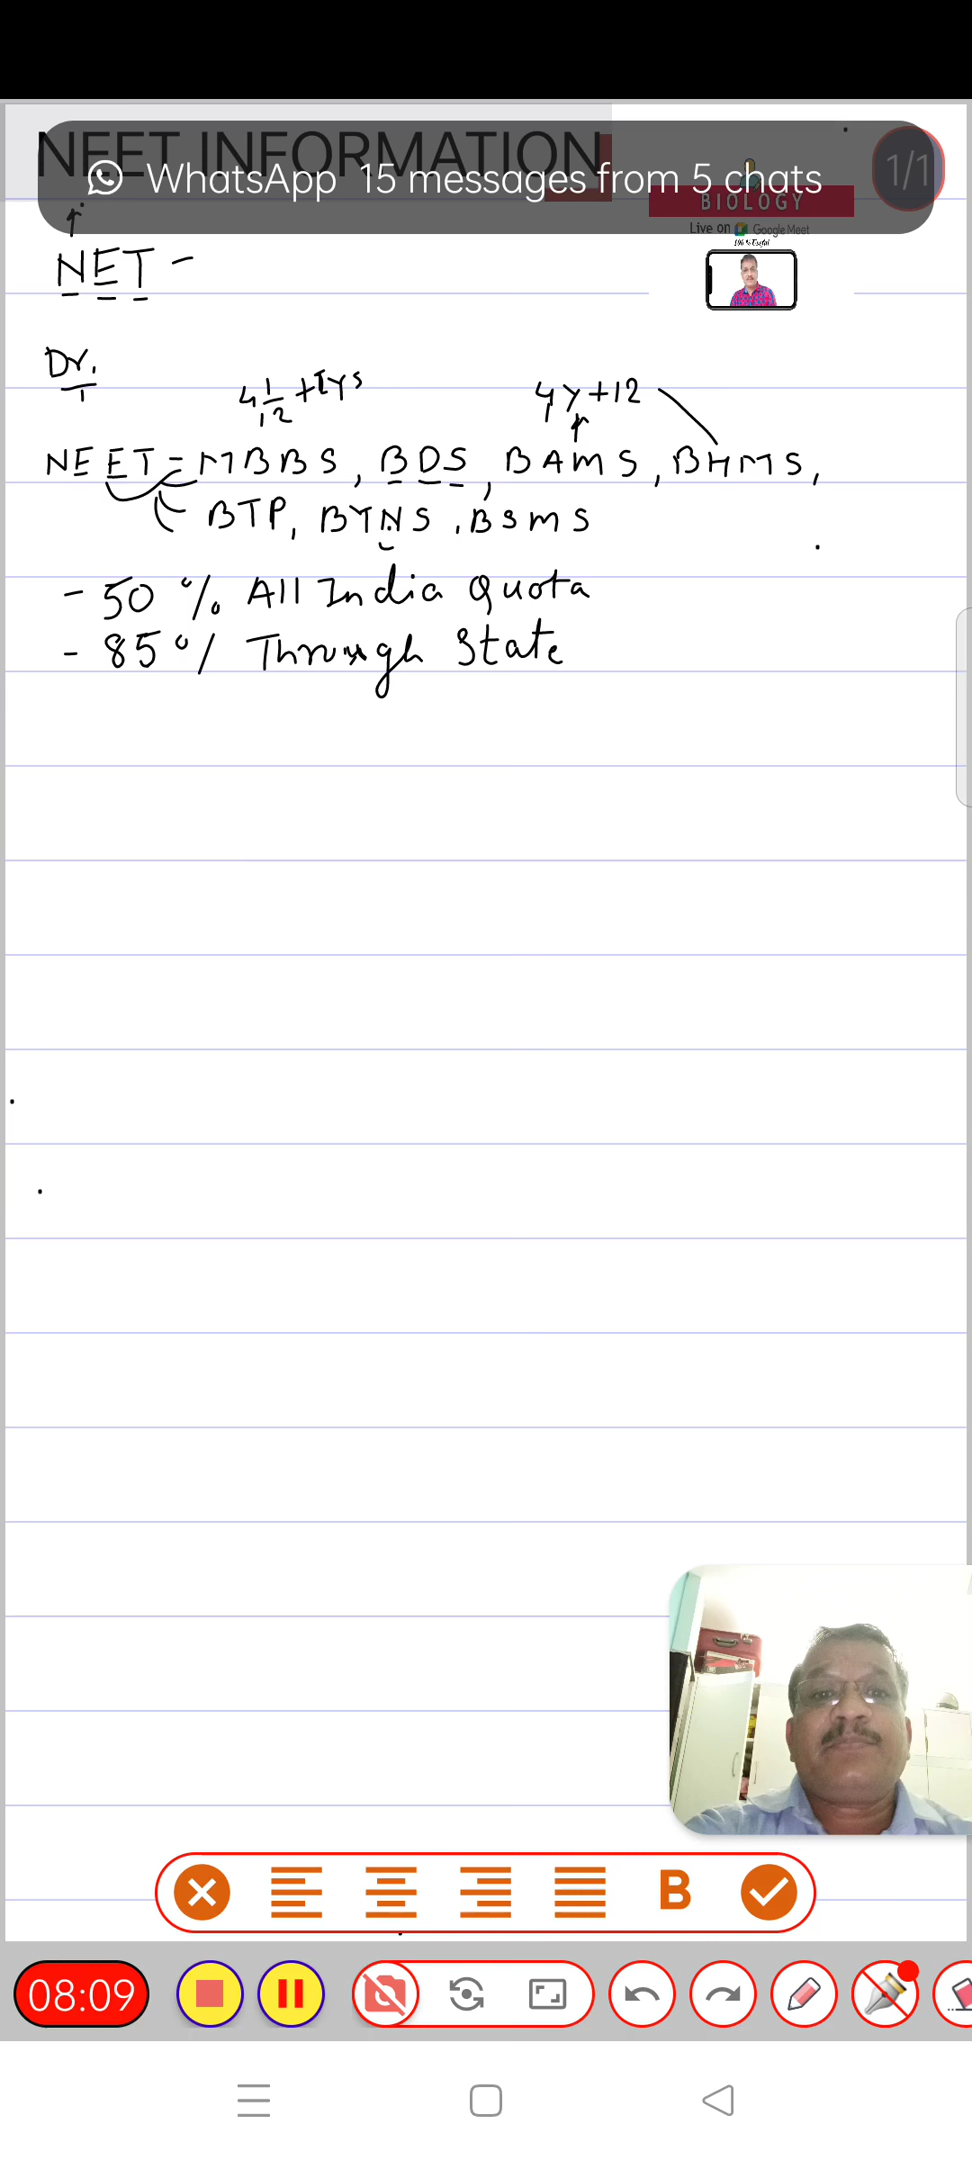 NEET INFORMATION
WhatsApp 15 messages from 5 chats
1/1
BIOLOGY
Live on Google Meet
NET -
Dr.
4 1/2 + 1 yrs
4 y + 12
NEET = MBBS, BDS, BAMS, BHMS,
BTP, BYNS, BSMS
- 50 % All India Quota
- 85 % Through State
B
08:09